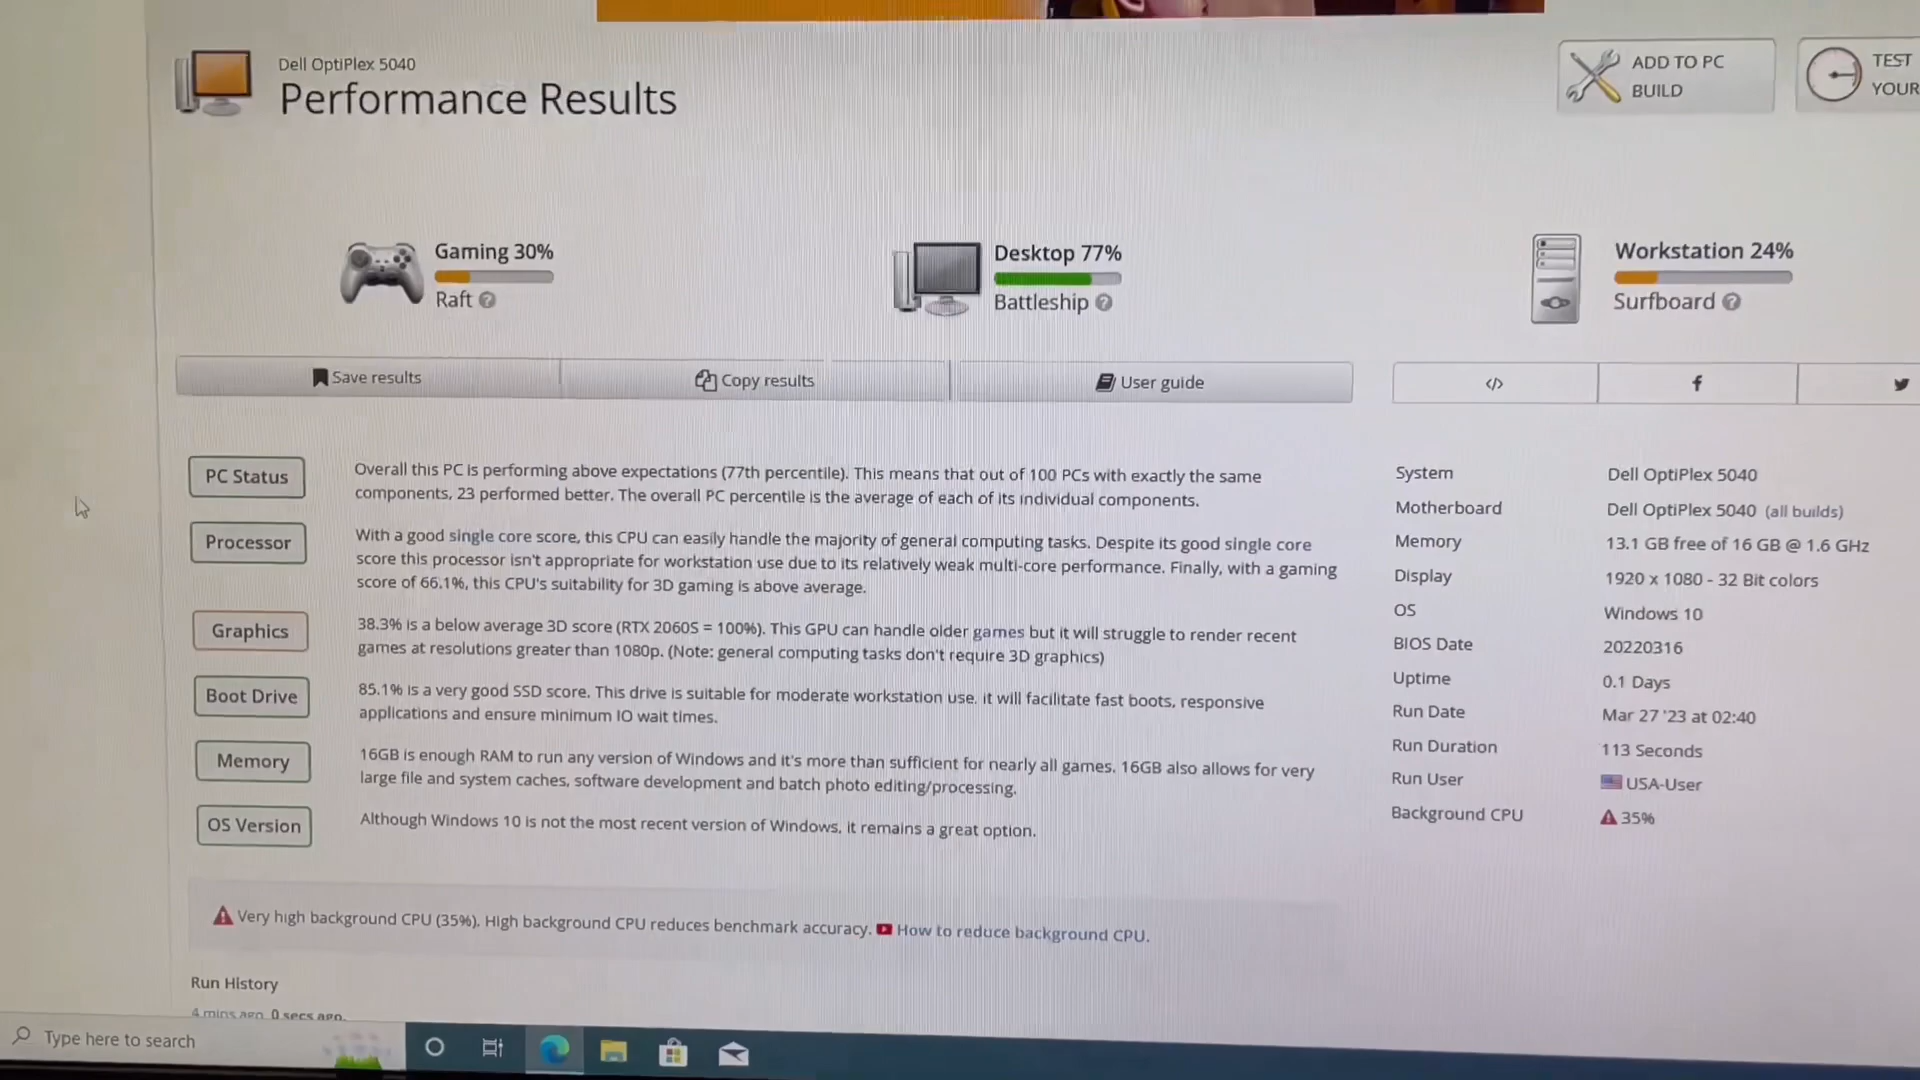 Dell OptiPlex 5040
Performance Results
ADD TO PC
BUILD
TEST
YOUR
Gaming 30%
Raft
Desktop 77%
Battleship
Workstation 24%
Surfboard
Save results
Copy results
User guide
PC Status
Overall this PC is performing above expectations (77th percentile). This means that out of 100 PCs with exactly the same
components, 23 performed better. The overall PC percentile is the average of each of its individual components.
Processor
With a good single core score, this CPU can easily handle the majority of general computing tasks. Despite its good single core
score this processor isn't appropriate for workstation use due to its relatively weak multi-core performance. Finally, with a gaming
score of 66.1%, this CPU's suitability for 3D gaming is above average.
Graphics
38.3% is a below average 3D score (RTX 2060S = 100%). This GPU can handle older games but it will struggle to render recent
games at resolutions greater than 1080p. (Note: general computing tasks don't require 3D graphics)
Boot Drive
85.1% is a very good SSD score. This drive is suitable for moderate workstation use, it will facilitate fast boots, responsive
applications and ensure minimum IO wait times.
Memory
16GB is enough RAM to run any version of Windows and it's more than sufficient for nearly all games. 16GB also allows for very
large file and system caches, software development and batch photo editing/processing.
OS Version
Although Windows 10 is not the most recent version of Windows, it remains a great option.
System Dell OptiPlex 5040
Motherboard Dell OptiPlex 5040 (all builds)
Memory 13.1 GB free of 16 GB @ 1.6 GHz
Display 1920 x 1080 - 32 Bit colors
OS Windows 10
BIOS Date 20220316
Uptime 0.1 Days
Run Date Mar 27 '23 at 02:40
Run Duration 113 Seconds
Run User USA-User
Background CPU 35%
Very high background CPU (35%). High background CPU reduces benchmark accuracy. How to reduce background CPU.
Run History
4 mins ago, 0 secs ago.
Type here to search